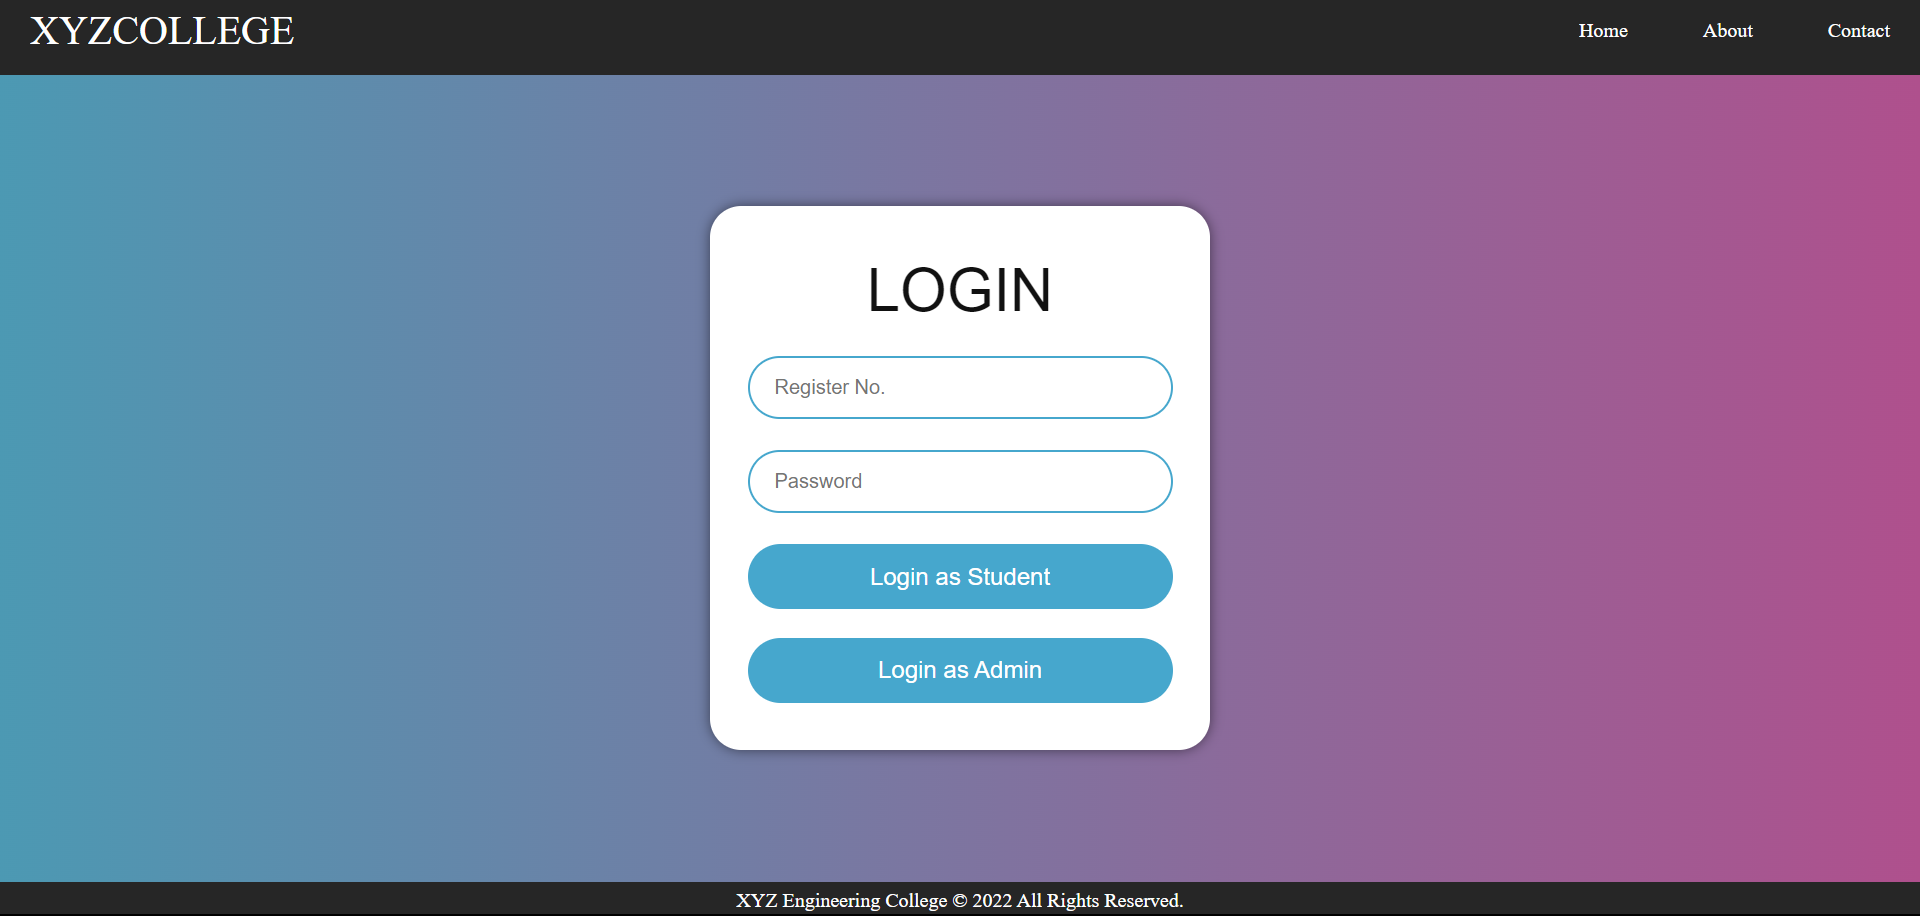 XYZCOLLEGE
Home About Contact
LOGIN
Register No.
Password
Login as Student
Login as Admin
XYZ Engineering College © 2022 All Rights Reserved.